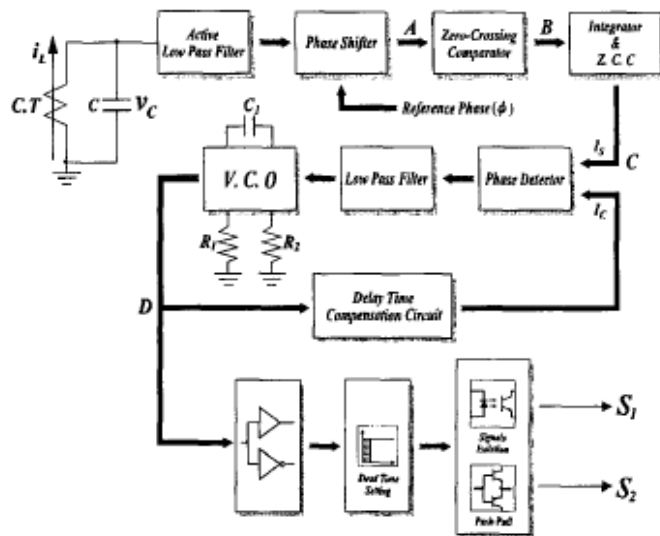 i_L
C.T
C
v_C
Active
Low Pass Filter
Phase Shifter
A
Zero-Crossing
Comparator
B
Integrator
&
Z. C. C
Reference Phase (ϕ)
C_1
V. C. O
R_1
R_2
Low Pass Filter
Phase Detector
I_S
C
I_C
D
Delay Time
Compensation Circuit
Dead Time
Setting
Signals
Isolation
Push-Pull
S_1
S_2